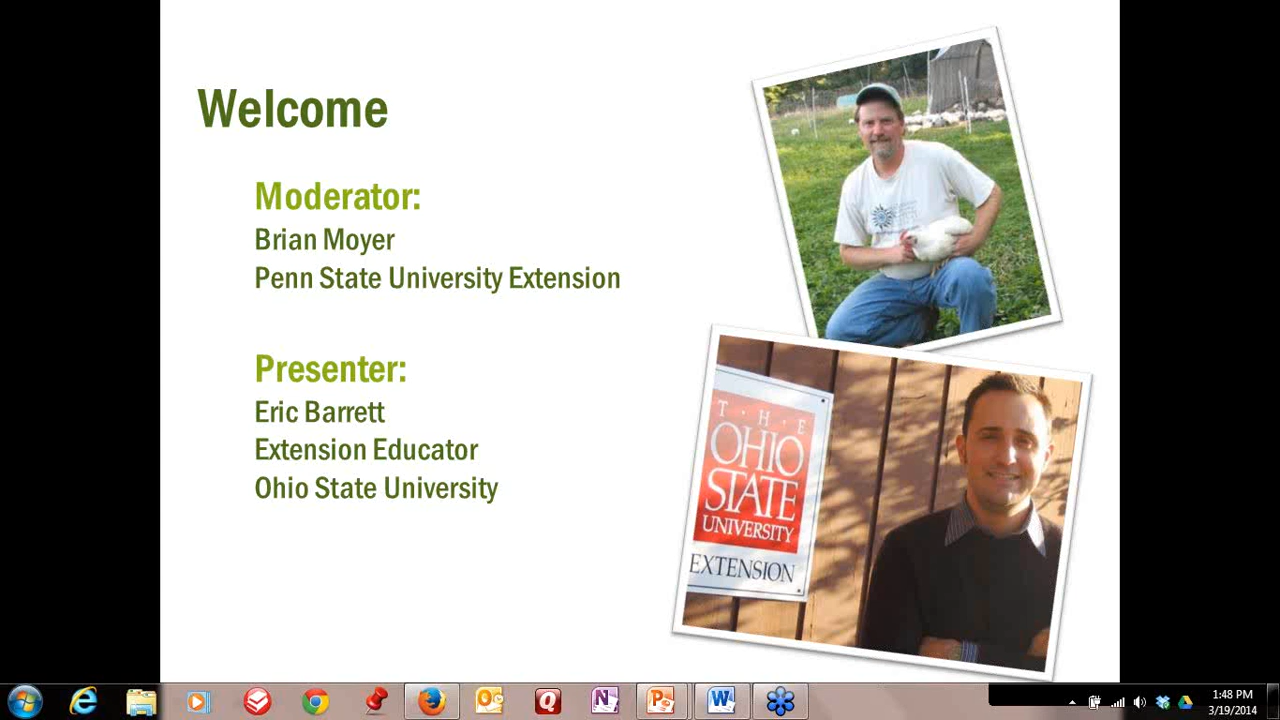 Welcome
Moderator:
Brian Moyer
Penn State University Extension
Presenter:
Eric Barrett
Extension Educator
Ohio State University
T · H · E
OHIO
STATE
UNIVERSITY
EXTENSION
1:48 PM
3/19/2014